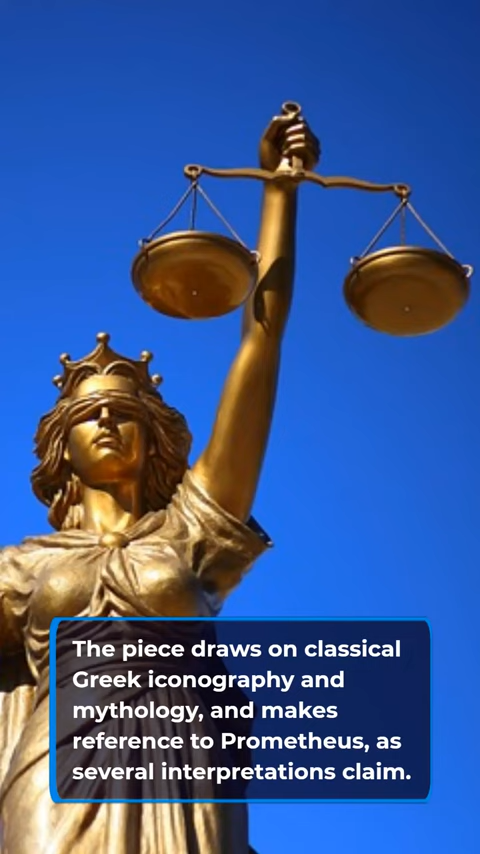 The piece draws on classical
Greek iconography and
mythology, and makes
reference to Prometheus, as
several interpretations claim.